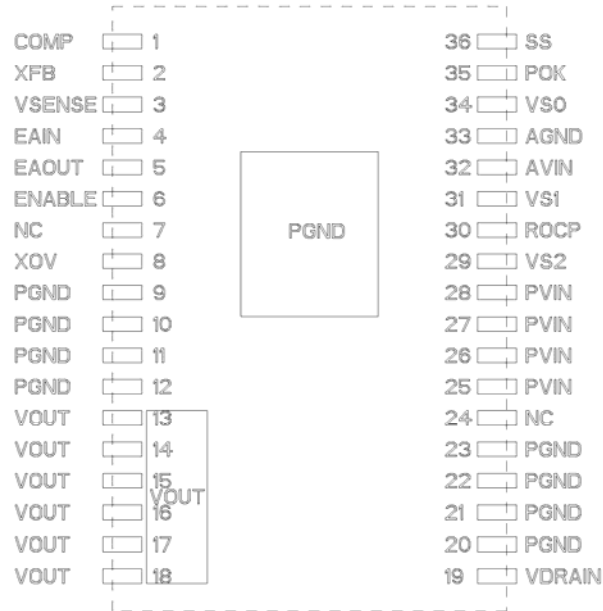 COMP 1 36 SS
XFB 2 35 POK
VSENSE 3 34 VS0
EAIN 4 33 AGND
EAOUT 5 32 AVIN
ENABLE 6 31 VS1
NC 7 PGND 30 ROCP
XOV 8 29 VS2
PGND 9 28 PVIN
PGND 10 27 PVIN
PGND 11 26 PVIN
PGND 12 25 PVIN
VOUT 13 24 NC
VOUT 14 23 PGND
VOUT 15 22 PGND
VOUT
VOUT 16 21 PGND
VOUT 17 20 PGND
VOUT 18 19 VDRAIN